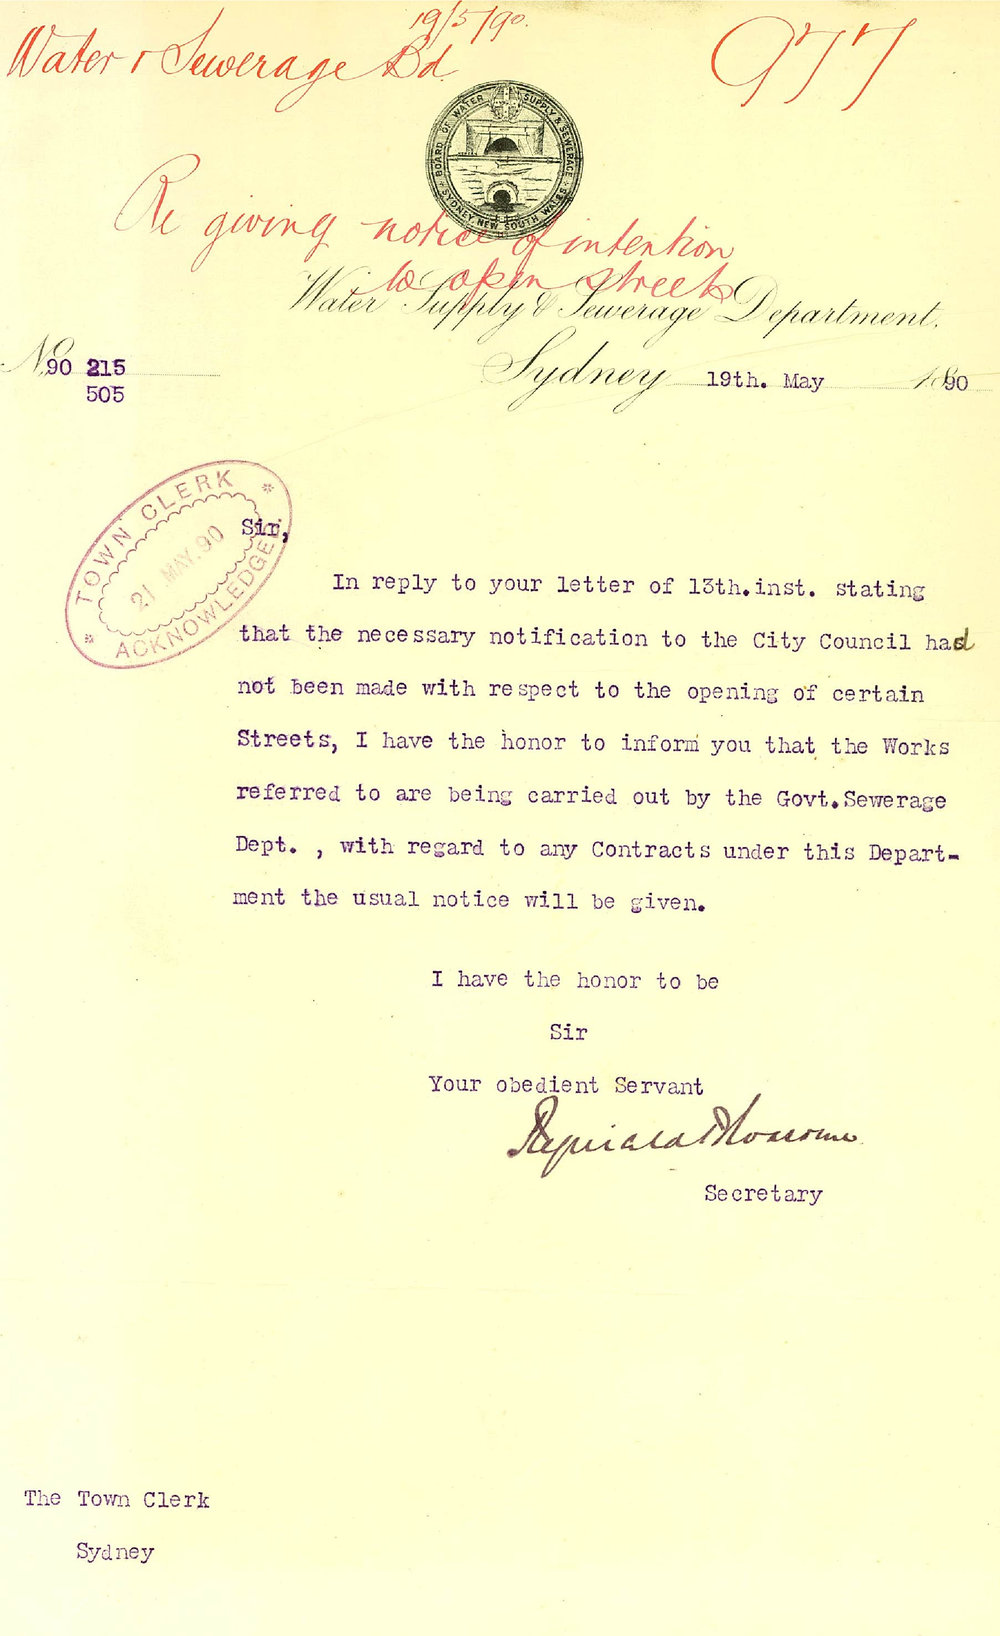 19/5/90.
Water & Sewerage Bd
977
BOARD OF WATER SUPPLY & SEWERAGE
SYDNEY, NEW SOUTH WALES
Re giving notice of intention
to open streets
Water Supply & Sewerage Department.
No 90 215
505
Sydney 19th. May 1890
TOWN CLERK
21 MAY. 90
ACKNOWLEDGE
Sir,
In reply to your letter of 13th.inst. stating
that the necessary notification to the City Council had
not been made with respect to the opening of certain
Streets, I have the honor to inform you that the Works
referred to are being carried out by the Govt.Sewerage
Dept. , with regard to any Contracts under this Depart-
ment the usual notice will be given.
I have the honor to be
Sir
Your obedient Servant
Secretary
The Town Clerk
Sydney